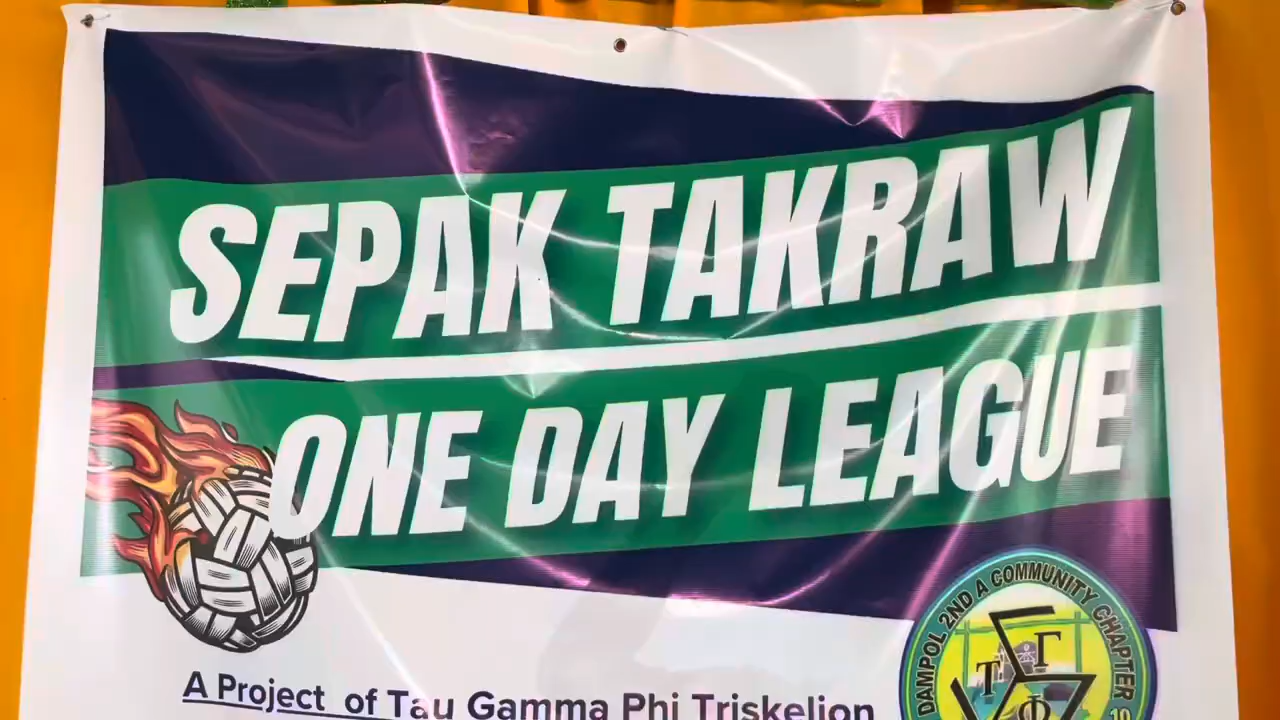 SEPAK TAKRAW
ONE DAY LEAGUE
A Project of Tau Gamma Phi Triskelion
DAMPOL 2ND A COMMUNITY CHAPTER
Τ Γ
Φ